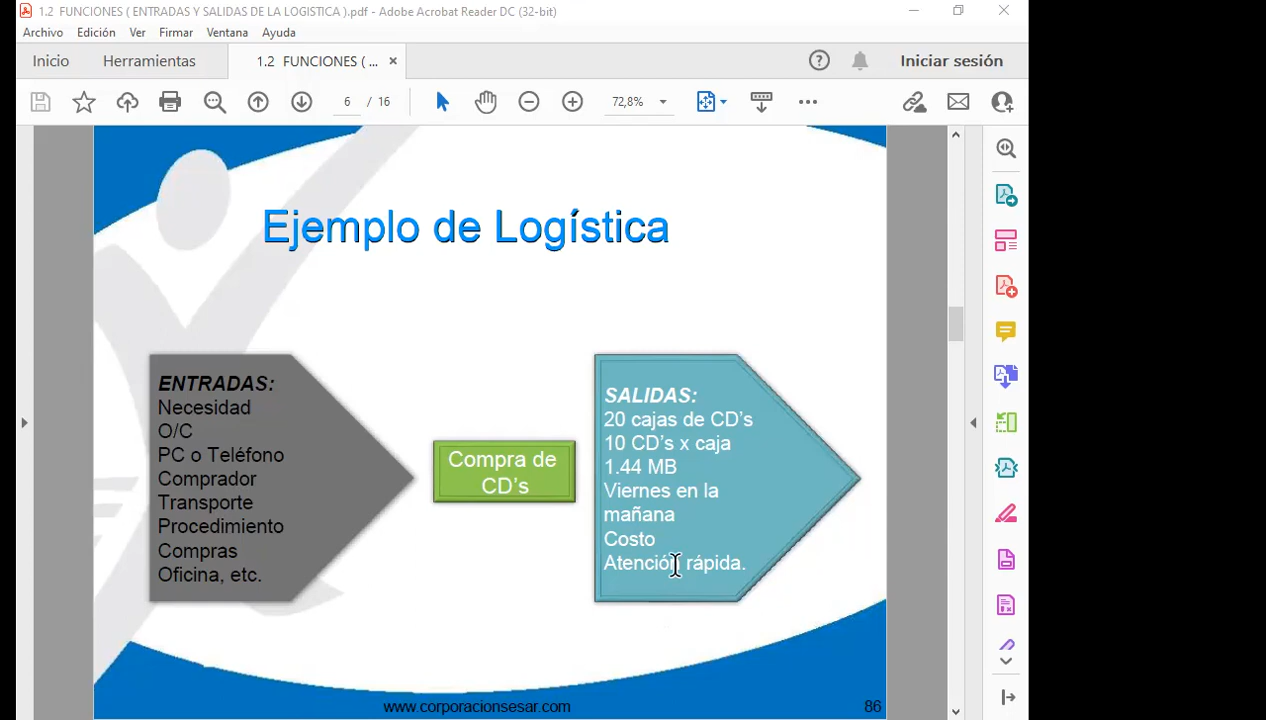 1.2 FUNCIONES ( ENTRADAS Y SALIDAS DE LA LOGISTICA ).pdf - Adobe Acrobat Reader DC (32-bit)
Archivo Edición Ver Firmar Ventana Ayuda
Inicio Herramientas 1.2 FUNCIONES ( ... × Iniciar sesión
6 / 16 72,8%
Ejemplo de Logística
ENTRADAS:
Necesidad
O/C
PC o Teléfono
Comprador
Transporte
Procedimiento
Compras
Oficina, etc.
Compra de
CD's
SALIDAS:
20 cajas de CD's
10 CD's x caja
1.44 MB
Viernes en la
mañana
Costo
Atención rápida.
www.corporacionsesar.com 86